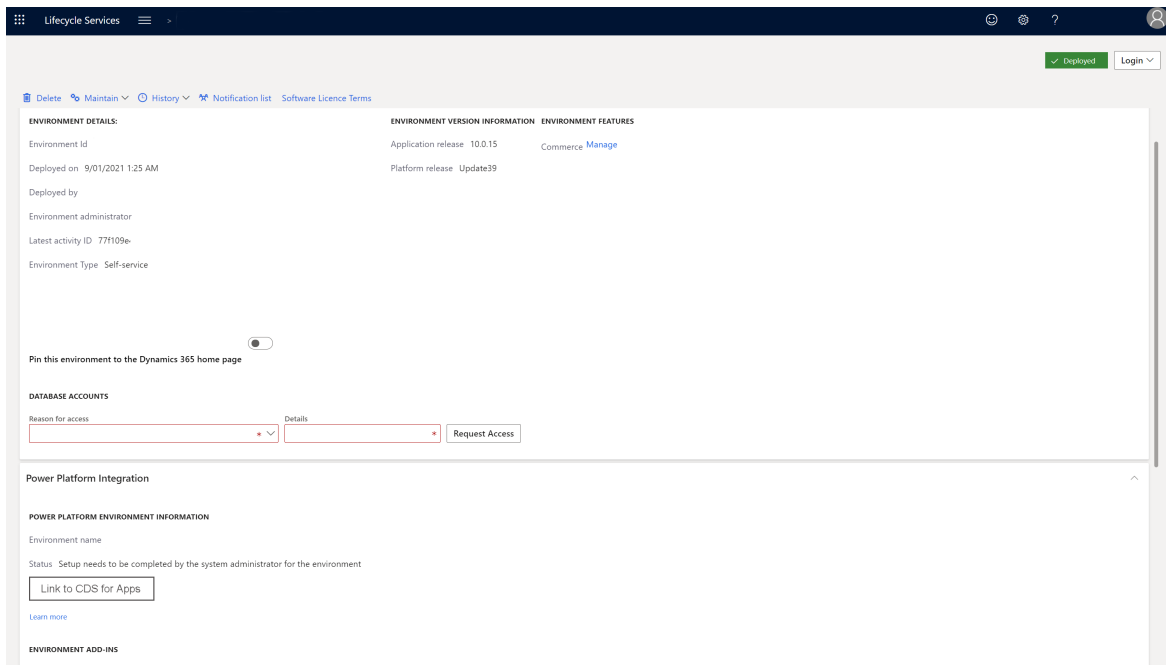 Lifecycle Services >
?
Deployed Login
Delete Maintain History Notification list Software Licence Terms
ENVIRONMENT DETAILS: ENVIRONMENT VERSION INFORMATION ENVIRONMENT FEATURES
Environment Id Application release 10.0.15 Commerce Manage
Deployed on 9/01/2021 1:25 AM Platform release Update39
Deployed by
Environment administrator
Latest activity ID 77f109e
Environment Type Self-service
Pin this environment to the Dynamics 365 home page
DATABASE ACCOUNTS
Reason for access Details
* * Request Access
Power Platform Integration
POWER PLATFORM ENVIRONMENT INFORMATION
Environment name
Status Setup needs to be completed by the system administrator for the environment
Link to CDS for Apps
Learn more
ENVIRONMENT ADD-INS